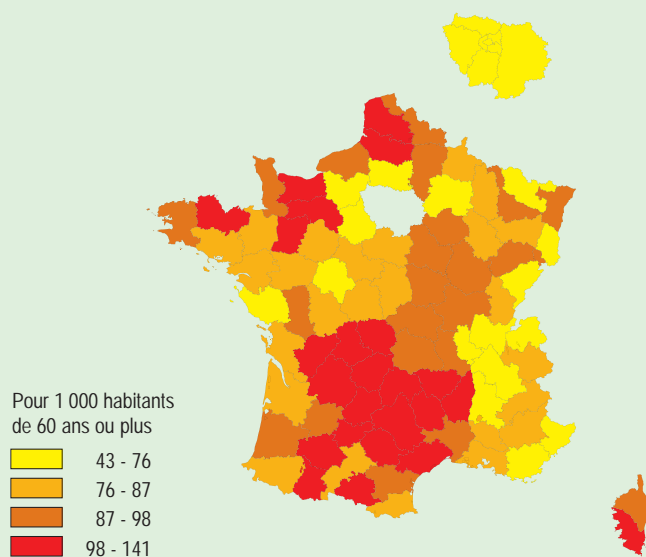 Pour 1 000 habitants
de 60 ans ou plus
43 - 76
76 - 87
87 - 98
98 - 141